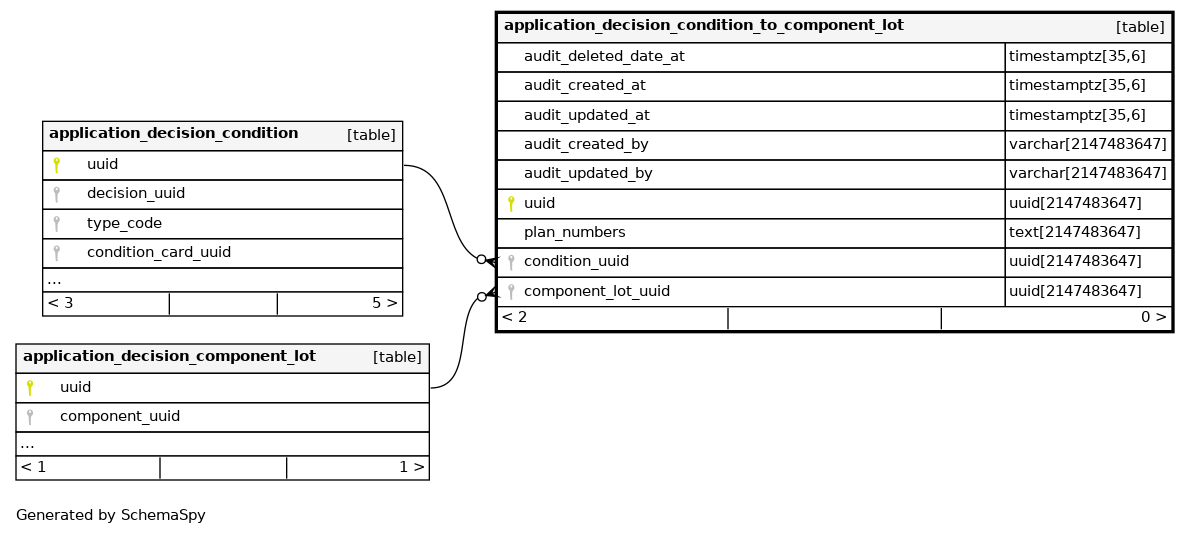 application_decision_condition_to_component_lot [table]
audit_deleted_date_at timestamptz[35,6]
audit_created_at timestamptz[35,6]
audit_updated_at timestamptz[35,6]
audit_created_by varchar[2147483647]
audit_updated_by varchar[2147483647]
uuid uuid[2147483647]
plan_numbers text[2147483647]
condition_uuid uuid[2147483647]
component_lot_uuid uuid[2147483647]
< 2 0 >
application_decision_condition [table]
uuid
decision_uuid
type_code
condition_card_uuid
...
< 3 5 >
application_decision_component_lot [table]
uuid
component_uuid
...
< 1 1 >
Generated by SchemaSpy